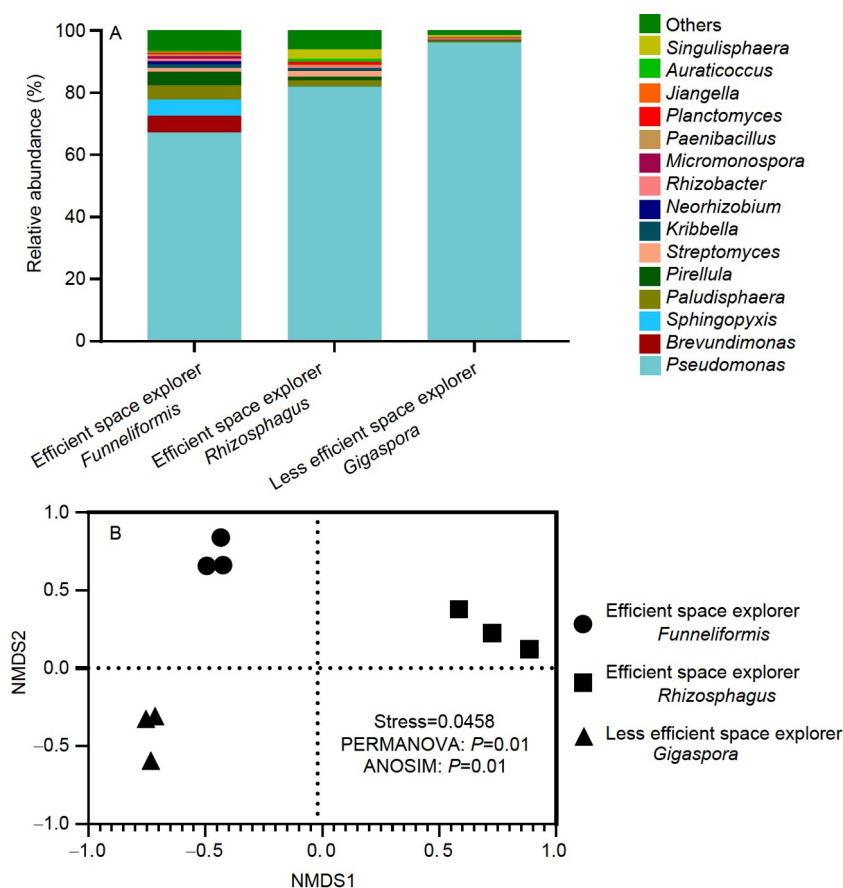 A
Relative abundance (%)
100
80
60
40
20
0
Efficient space explorer
Funneliformis
Efficient space explorer
Rhizosphagus
Less efficient space explorer
Gigaspora
Others
Singulisphaera
Auraticoccus
Jiangella
Planctomyces
Paenibacillus
Micromonospora
Rhizobacter
Neorhizobium
Kribbella
Streptomyces
Pirellula
Paludisphaera
Sphingopyxis
Brevundimonas
Pseudomonas
B
NMDS2
1.0
0.5
0.0
−0.5
−1.0
Stress=0.0458
PERMANOVA: P=0.01
ANOSIM: P=0.01
−1.0 −0.5 0.0 0.5 1.0
NMDS1
Efficient space explorer
Funneliformis
Efficient space explorer
Rhizosphagus
Less efficient space explorer
Gigaspora